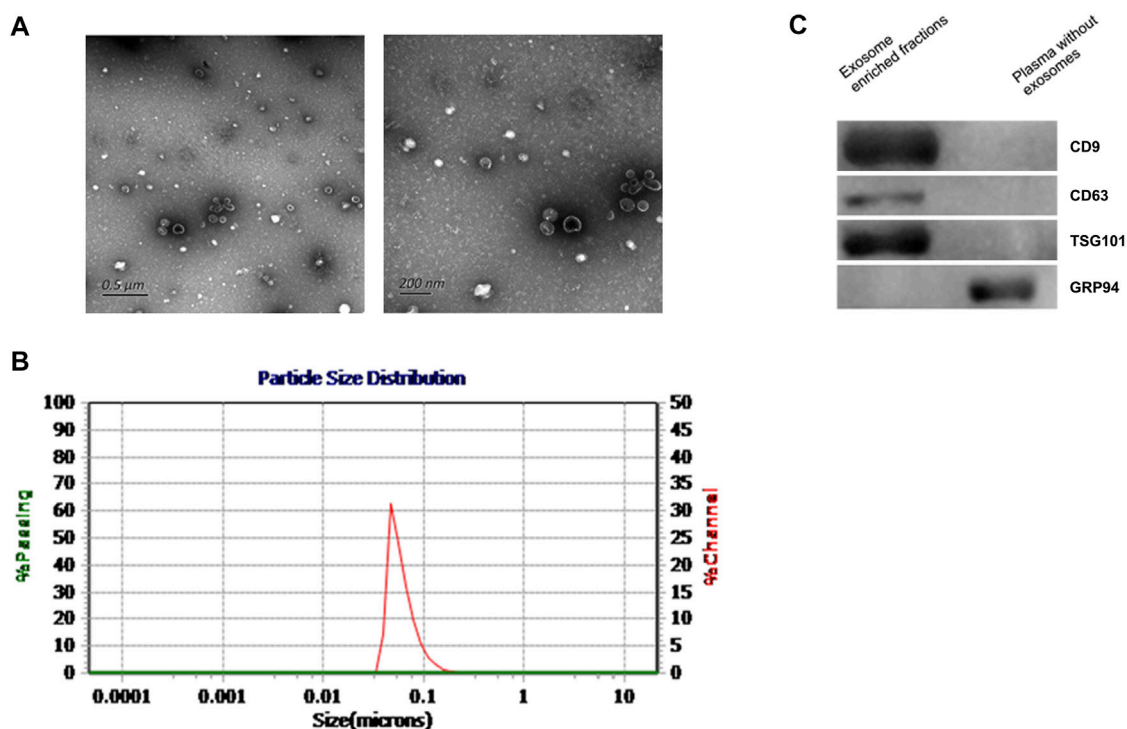 A
0.5 μm
200 nm
B
Particle Size Distribution
100
90
80
70
60
50
40
30
20
10
0
%Passing
50
45
40
35
30
25
20
15
10
5
0
%Channel
0.0001
0.001
0.01
0.1
1
10
Size(microns)
C
Exosome
enriched fractions
Plasma without
exosomes
CD9
CD63
TSG101
GRP94